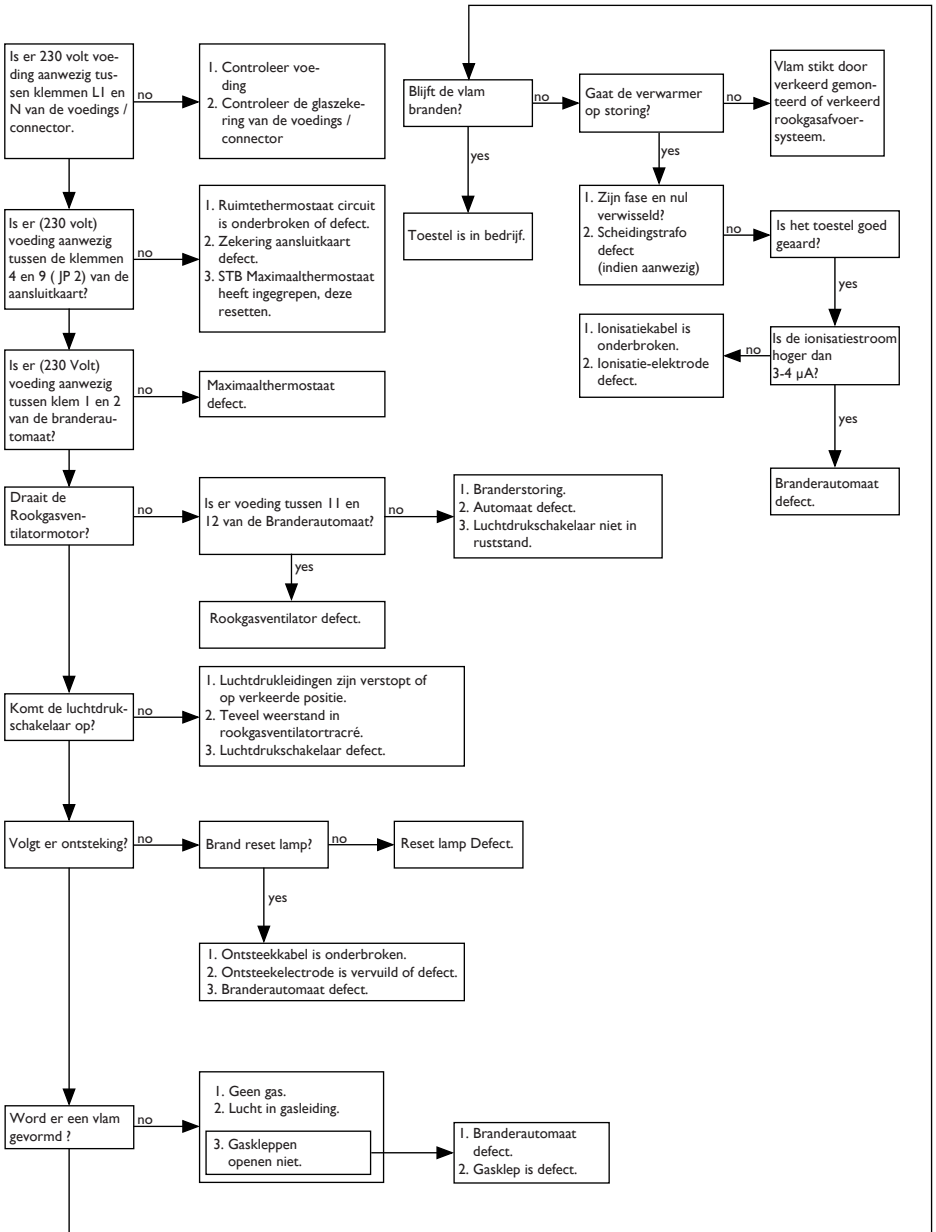 Is er 230 volt voe-
ding aanwezig tus-
sen klemmen L1 en
N van de voedings /
connector.
no
1. Controleer voe-
ding
2. Controleer de glaszeke-
ring van de voedings /
connector
Is er (230 volt)
voeding aanwezig
tussen de klemmen
4 en 9 ( JP 2) van de
aansluitkaart?
no
1. Ruimtethermostaat circuit
is onderbroken of defect.
2. Zekering aansluitkaart
defect.
3. STB Maximaalthermostaat
heeft ingegrepen, deze
resetten.
Is er (230 Volt)
voeding aanwezig
tussen klem 1 en 2
van de branderau-
tomaat?
no
Maximaalthermostaat
defect.
Draait de
Rookgasven-
tilatormotor?
no
Is er voeding tussen 11 en
12 van de Branderautomaat?
no
1. Branderstoring.
2. Automaat defect.
3. Luchtdrukschakelaar niet in
ruststand.
yes
Rookgasventilator defect.
Komt de luchtdruk-
schakelaar op?
no
1. Luchtdrukleidingen zijn verstopt of
op verkeerde positie.
2. Teveel weerstand in
rookgasventilatortracré.
3. Luchtdrukschakelaar defect.
Volgt er ontsteking?
no
Brand reset lamp?
no
Reset lamp Defect.
yes
1. Ontsteekkabel is onderbroken.
2. Ontsteekelectrode is vervuild of defect.
3. Branderautomaat defect.
Word er een vlam
gevormd ?
no
1. Geen gas.
2. Lucht in gasleiding.
3. Gaskleppen
openen niet.
1. Branderautomaat
defect.
2. Gasklep is defect.
Blijft de vlam
branden?
no
Gaat de verwarmer
op storing?
no
Vlam stikt door
verkeerd gemon-
teerd of verkeerd
rookgasafvoer-
systeem.
yes
Toestel is in bedrijf.
yes
1. Zijn fase en nul
verwisseld?
2. Scheidingstrafo
defect
(indien aanwezig)
no
Is het toestel goed
geaard?
yes
Is de ionisatiestroom
hoger dan
3-4 µA?
no
1. Ionisatiekabel is
onderbroken.
2. Ionisatie-elektrode
defect.
yes
Branderautomaat
defect.